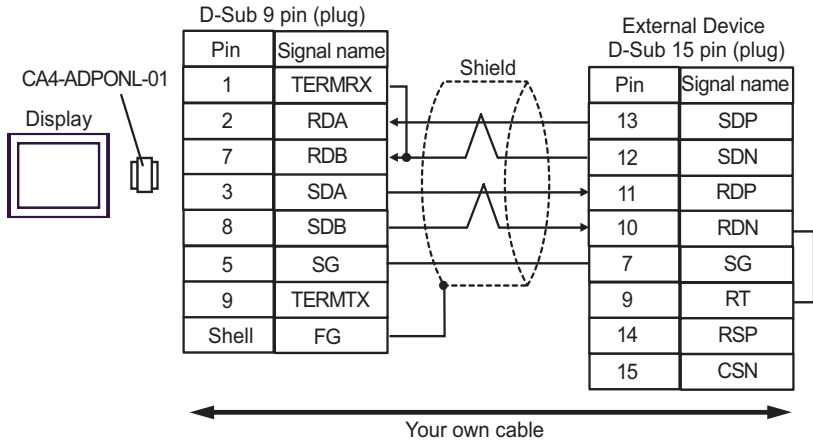 D-Sub 9 pin (plug)
External Device
D-Sub 15 pin (plug)
CA4-ADPONL-01
Display
Shield
Pin Signal name
1 TERMRX
2 RDA
7 RDB
3 SDA
8 SDB
5 SG
9 TERMTX
Shell FG
Pin Signal name
13 SDP
12 SDN
11 RDP
10 RDN
7 SG
9 RT
14 RSP
15 CSN
Your own cable